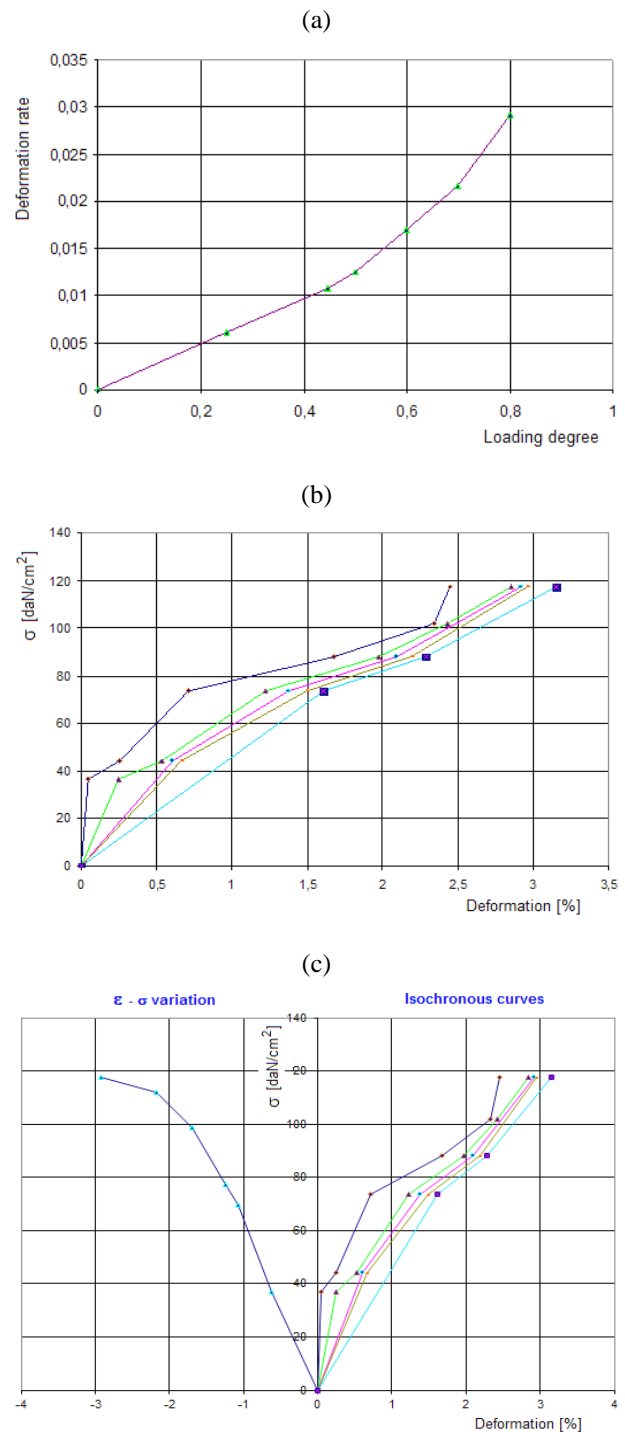 (a)
0,035
0,03
0,025
0,02
0,015
0,01
0,005
0
Deformation rate
0 0,2 0,4 0,6 0,8 1
Loading degree
(b)
140
120
100
80
60
40
20
0
σ [daN/cm²]
0 0,5 1 1,5 2 2,5 3 3,5
Deformation [%]
(c)
ε - σ variation
Isochronous curves
140
120
100
80
60
40
20
0
σ [daN/cm²]
-4 -3 -2 -1 0 1 2 3 4
Deformation [%]